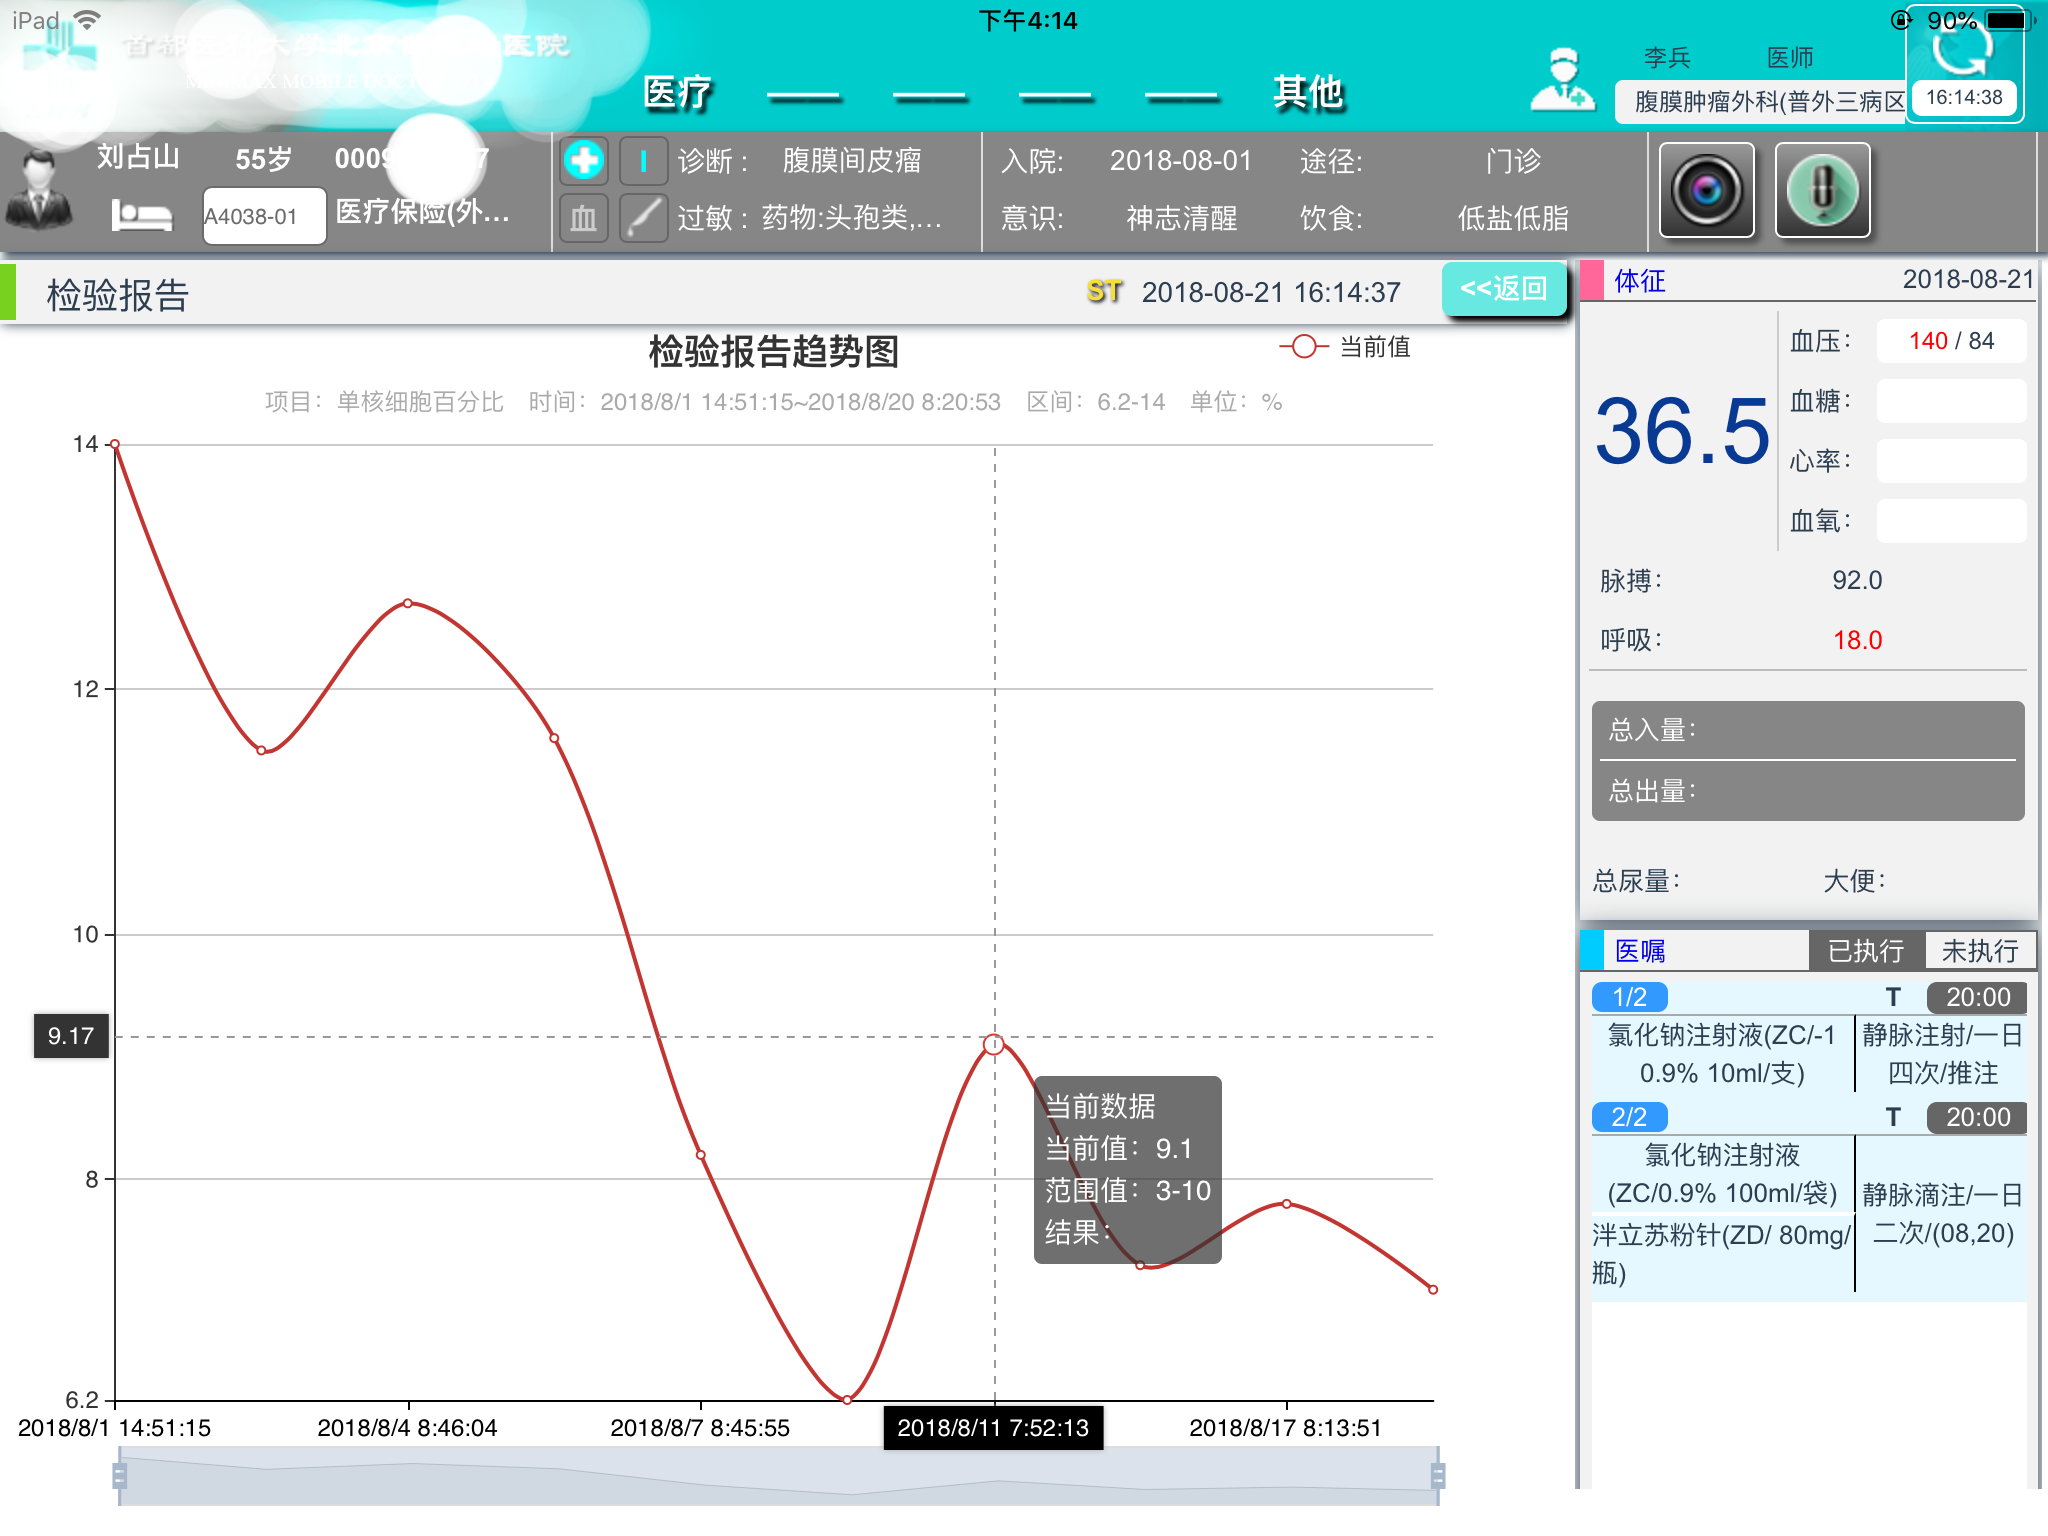 iPad 下午4:14 90%
李兵 医师
医疗 其他
腹膜肿瘤外科(普外三病区 16:14:38
刘占山 55岁
A4038-01 医疗保险(外...
诊断： 腹膜间皮瘤
过敏： 药物:头孢类,...
入院: 2018-08-01 途径: 门诊
意识: 神志清醒 饮食: 低盐低脂
检验报告 ST 2018-08-21 16:14:37 <<返回
检验报告趋势图
当前值
项目：单核细胞百分比 时间：2018/8/1 14:51:15~2018/8/20 8:20:53 区间：6.2-14 单位：%
14
12
10
9.17
8
6.2
当前数据
当前值：9.1
范围值：3-10
结果：
2018/8/1 14:51:15 2018/8/4 8:46:04 2018/8/7 8:45:55 2018/8/11 7:52:13 2018/8/17 8:13:51
体征 2018-08-21
36.5
血压： 140 / 84
血糖：
心率：
血氧：
脉搏： 92.0
呼吸： 18.0
总入量：
总出量：
总尿量： 大便：
医嘱 已执行 未执行
1/2 T 20:00
氯化钠注射液(ZC/-1
0.9% 10ml/支)
静脉注射/一日
四次/推注
2/2 T 20:00
氯化钠注射液
(ZC/0.9% 100ml/袋)
泮立苏粉针(ZD/ 80mg/
瓶)
静脉滴注/一日
二次/(08,20)